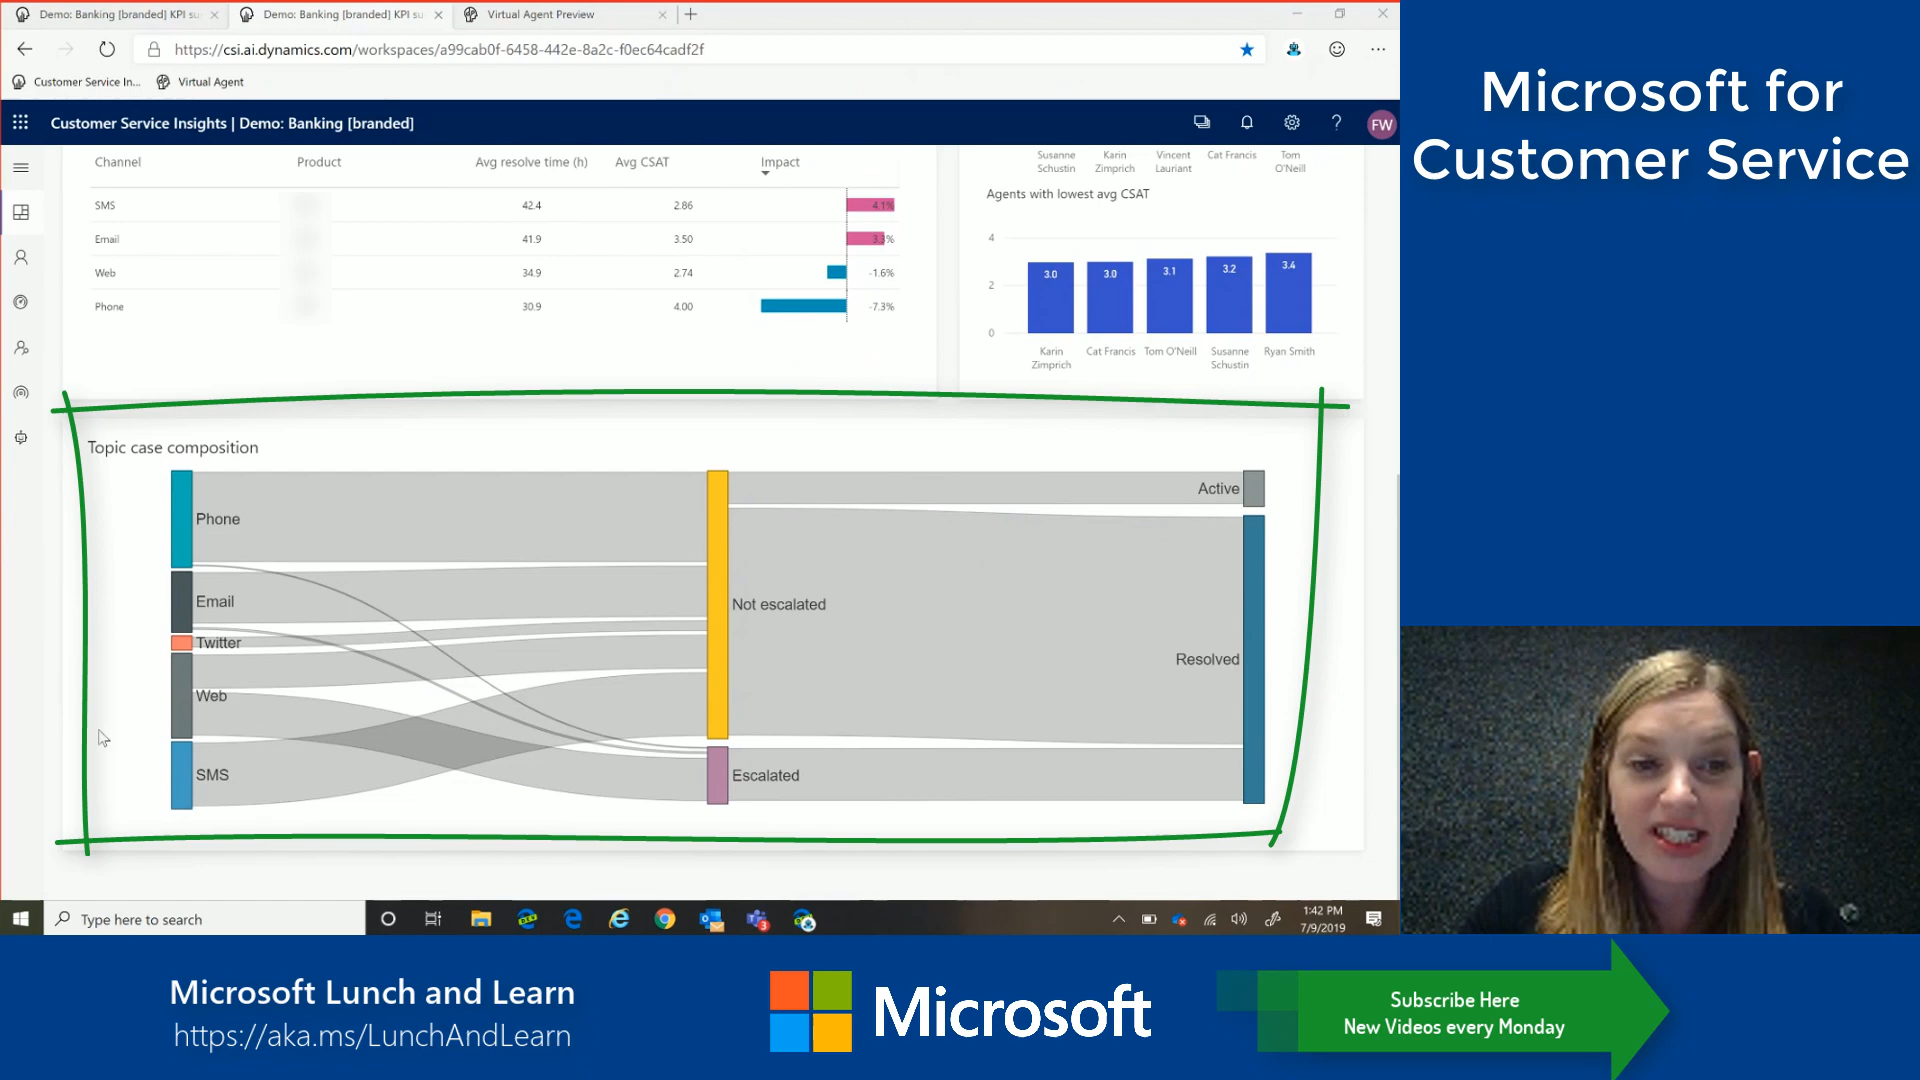 Demo: Banking [branded] KPI su
Demo: Banking [branded] KPI su
Virtual Agent Preview
https://csi.ai.dynamics.com/workspaces/a99cab0f-6458-442e-8a2c-f0ec64cadf2f
Customer Service In...
Virtual Agent
Customer Service Insights | Demo: Banking [branded]
FW
Channel Product Avg resolve time (h) Avg CSAT Impact
SMS 42.4 2.86 4.1%
Email 41.9 3.50 3.3%
Web 34.9 2.74 -1.6%
Phone 30.9 4.00 -7.3%
Susanne Schustin
Karin Zimprich
Vincent Lauriant
Cat Francis
Tom O'Neill
Agents with lowest avg CSAT
4
2
0
3.0 3.0 3.1 3.2 3.4
Karin Zimprich
Cat Francis
Tom O'Neill
Susanne Schustin
Ryan Smith
Topic case composition
Phone
Email
Twitter
Web
SMS
Not escalated
Escalated
Active
Resolved
Type here to search
DEV
3
1:42 PM
7/9/2019
Microsoft for
Customer Service
Microsoft Lunch and Learn
https://aka.ms/LunchAndLearn
Microsoft
Subscribe Here
New Videos every Monday